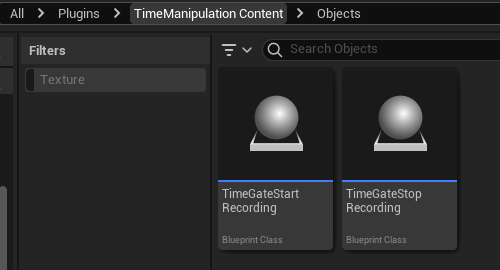 All > Plugins > TimeManipulation Content > Objects
Filters
Search Objects
Texture
TimeGateStart
Recording
Blueprint Class
TimeGateStop
Recording
Blueprint Class